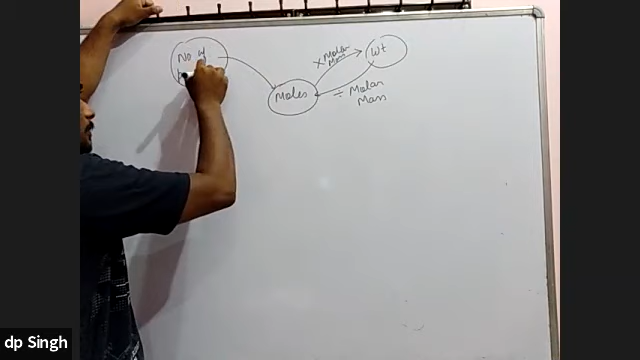 No of
Moles
× Molar
Mass
Wt
÷ Molar
Mass
dp Singh